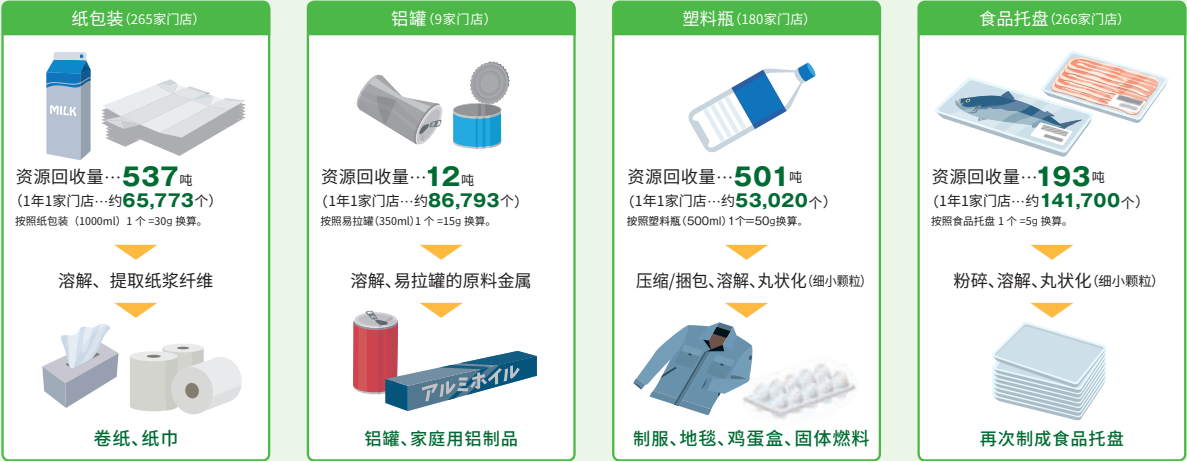 纸包装(265家门店)
MILK
资源回收量…537吨
(1年1家门店…约65,773个)
按照纸包装（1000ml）1 个 =30g 换算。
溶解、提取纸浆纤维
卷纸、纸巾
铝罐(9家门店)
资源回收量…12吨
(1年1家门店…约86,793个)
按照易拉罐(350ml) 1 个 =15g 换算。
溶解、易拉罐的原料金属
アルミホイル
铝罐、家庭用铝制品
塑料瓶(180家门店)
资源回收量…501吨
(1年1家门店…约53,020个)
按照塑料瓶(500ml) 1个=50g换算。
压缩/捆包、溶解、丸状化(细小颗粒)
制服、地毯、鸡蛋盒、固体燃料
食品托盘(266家门店)
资源回收量…193吨
(1年1家门店…约141,700个)
按照食品托盘 1 个 =5g 换算。
粉碎、溶解、丸状化(细小颗粒)
再次制成食品托盘